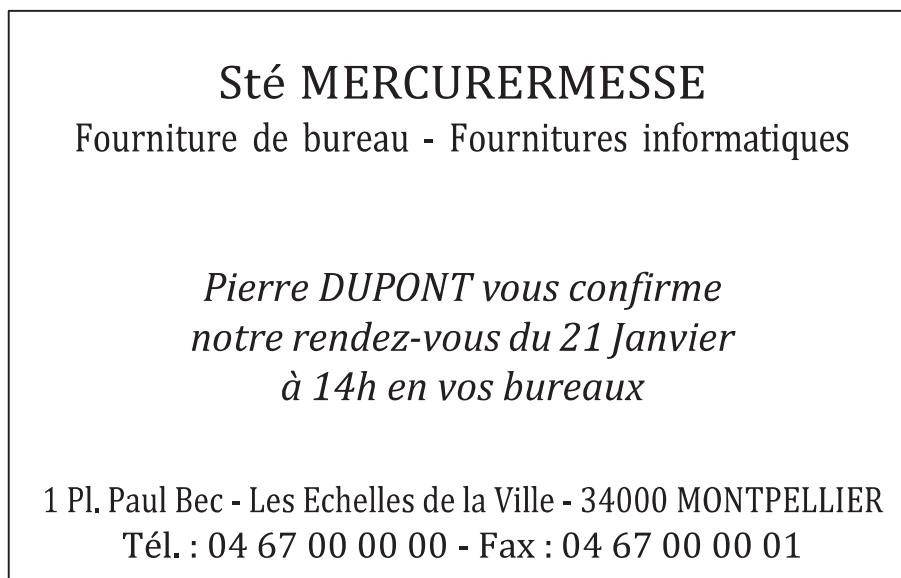 Sté MERCURERMESSE
Fourniture de bureau - Fournitures informatiques
Pierre DUPONT vous confirme
notre rendez-vous du 21 Janvier
à 14h en vos bureaux
1 Pl. Paul Bec - Les Echelles de la Ville - 34000 MONTPELLIER
Tél. : 04 67 00 00 00 - Fax : 04 67 00 00 01